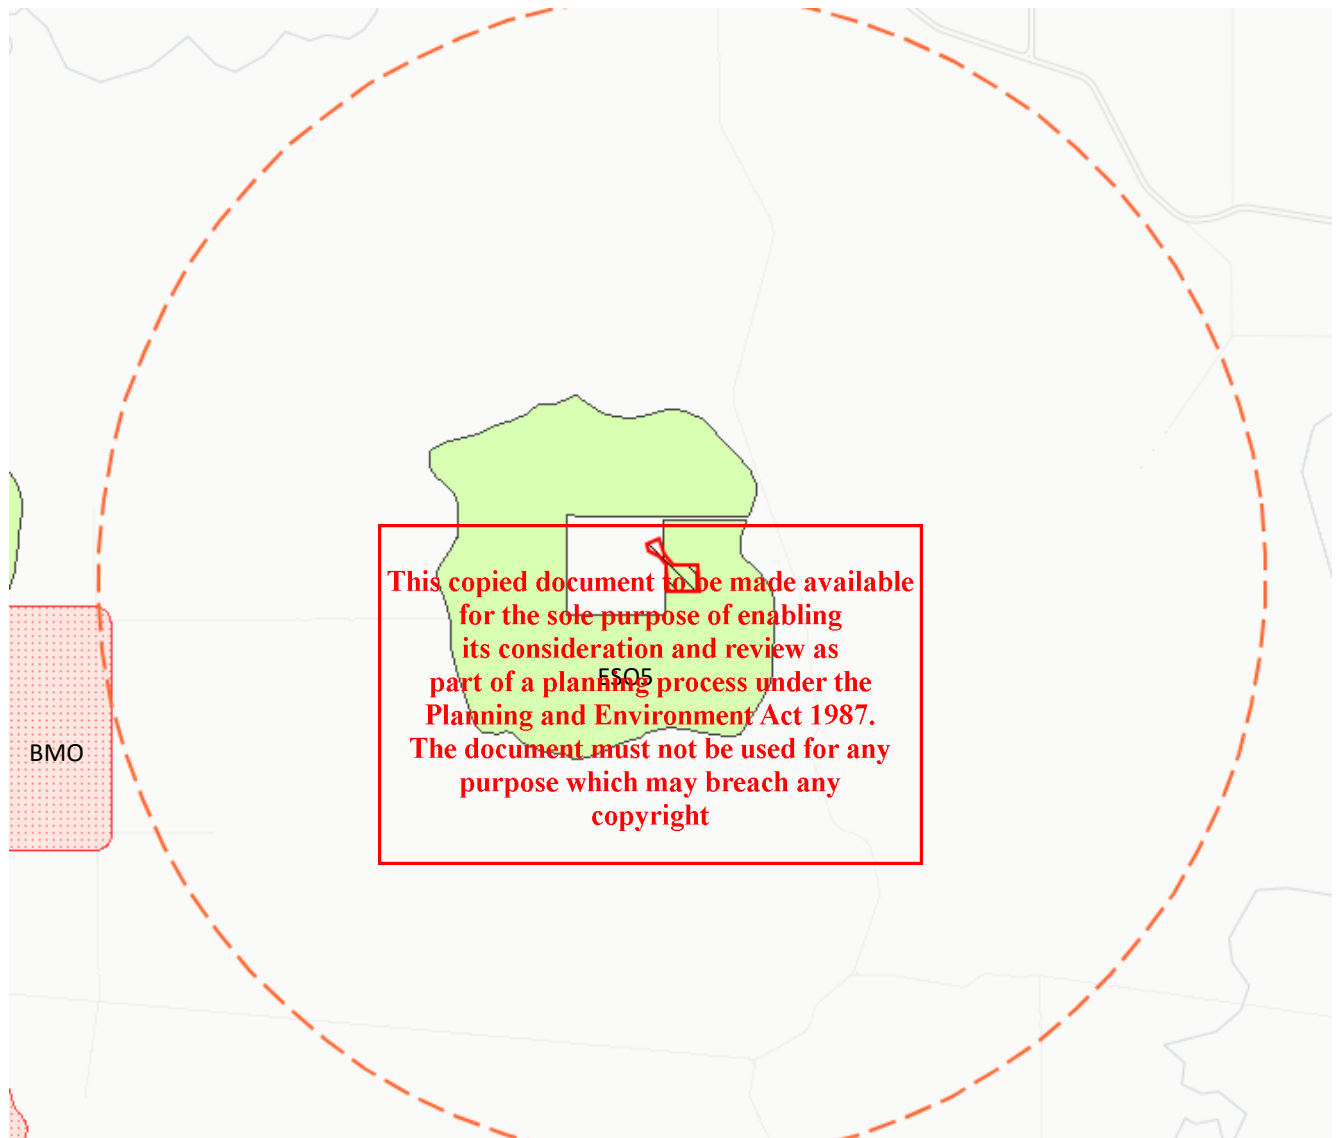 This copied document to be made available
for the sole purpose of enabling
its consideration and review as
ESO5
part of a planning process under the
Planning and Environment Act 1987.
BMO
The document must not be used for any
purpose which may breach any
copyright